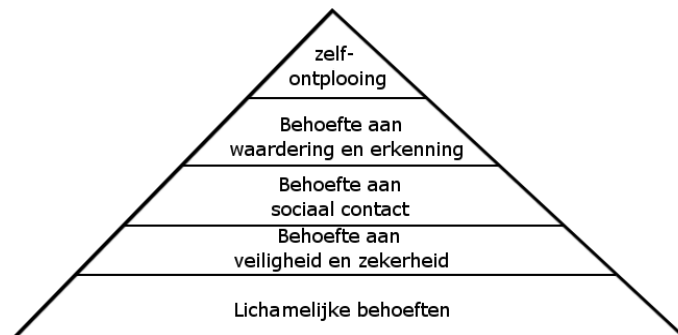 zelf-
ontplooing
Behoefte aan
waardering en erkenning
Behoefte aan
sociaal contact
Behoefte aan
veiligheid en zekerheid
Lichamelijke behoeften